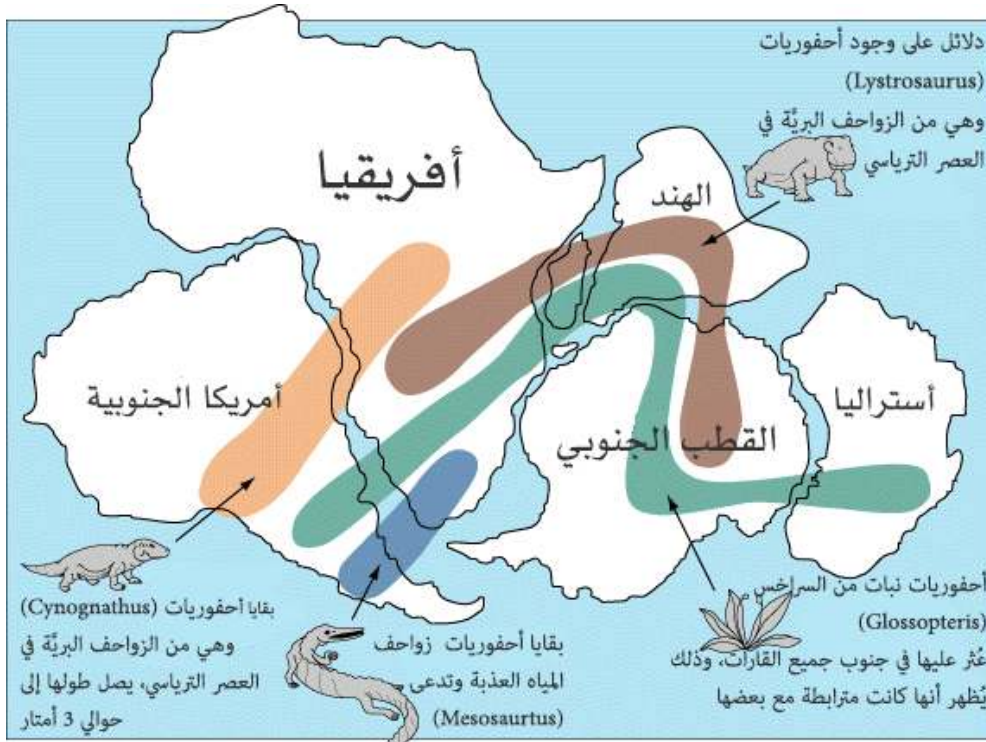 دلائل على وجود أحفوريات
(Lystrosaurus)
وهي من الزواحف البريَّة في
العصر الترياسي
أفريقيا
الهند
أمريكا الجنوبية
القطب الجنوبي
أستراليا
بقايا أحفوريات (Cynognathus)
وهي من الزواحف البريَّة في
العصر الترياسي، يصل طولها إلى
حوالي 3 أمتار
بقايا أحفوريات زواحف
المياه العذبة وتدعى
(Mesosaurtus)
أحفوريات نبات من السراخس
(Glossopteris)
عُثر عليها في جنوب جميع القارات، وذلك
يُظهر أنها كانت مترابطة مع بعضها